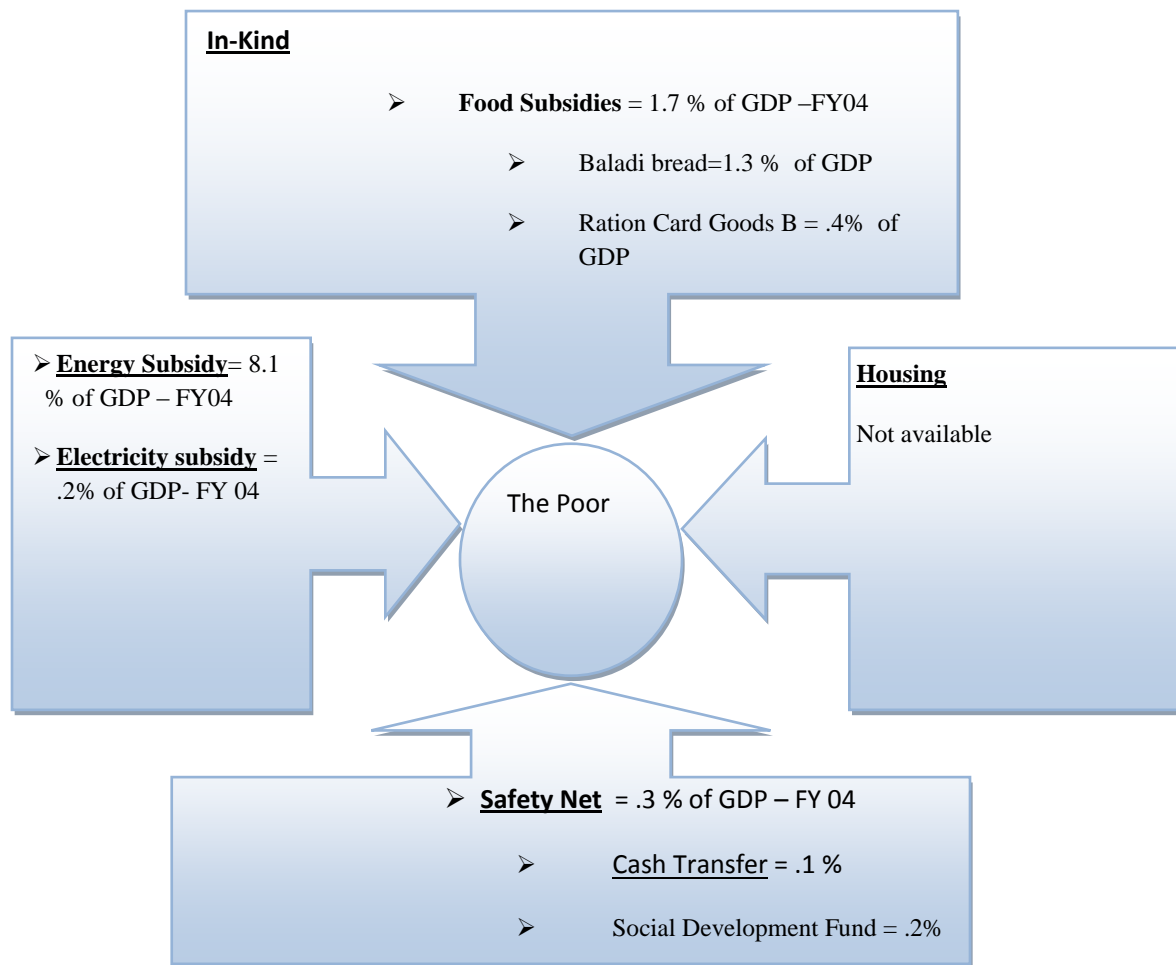 In-Kind
➢ Food Subsidies = 1.7 % of GDP –FY04
➢ Baladi bread=1.3 % of GDP
➢ Ration Card Goods B = .4% of
GDP
➢ Energy Subsidy= 8.1
% of GDP – FY04
➢ Electricity subsidy =
.2% of GDP- FY 04
Housing
Not available
The Poor
➢ Safety Net = .3 % of GDP – FY 04
➢ Cash Transfer = .1 %
➢ Social Development Fund = .2%